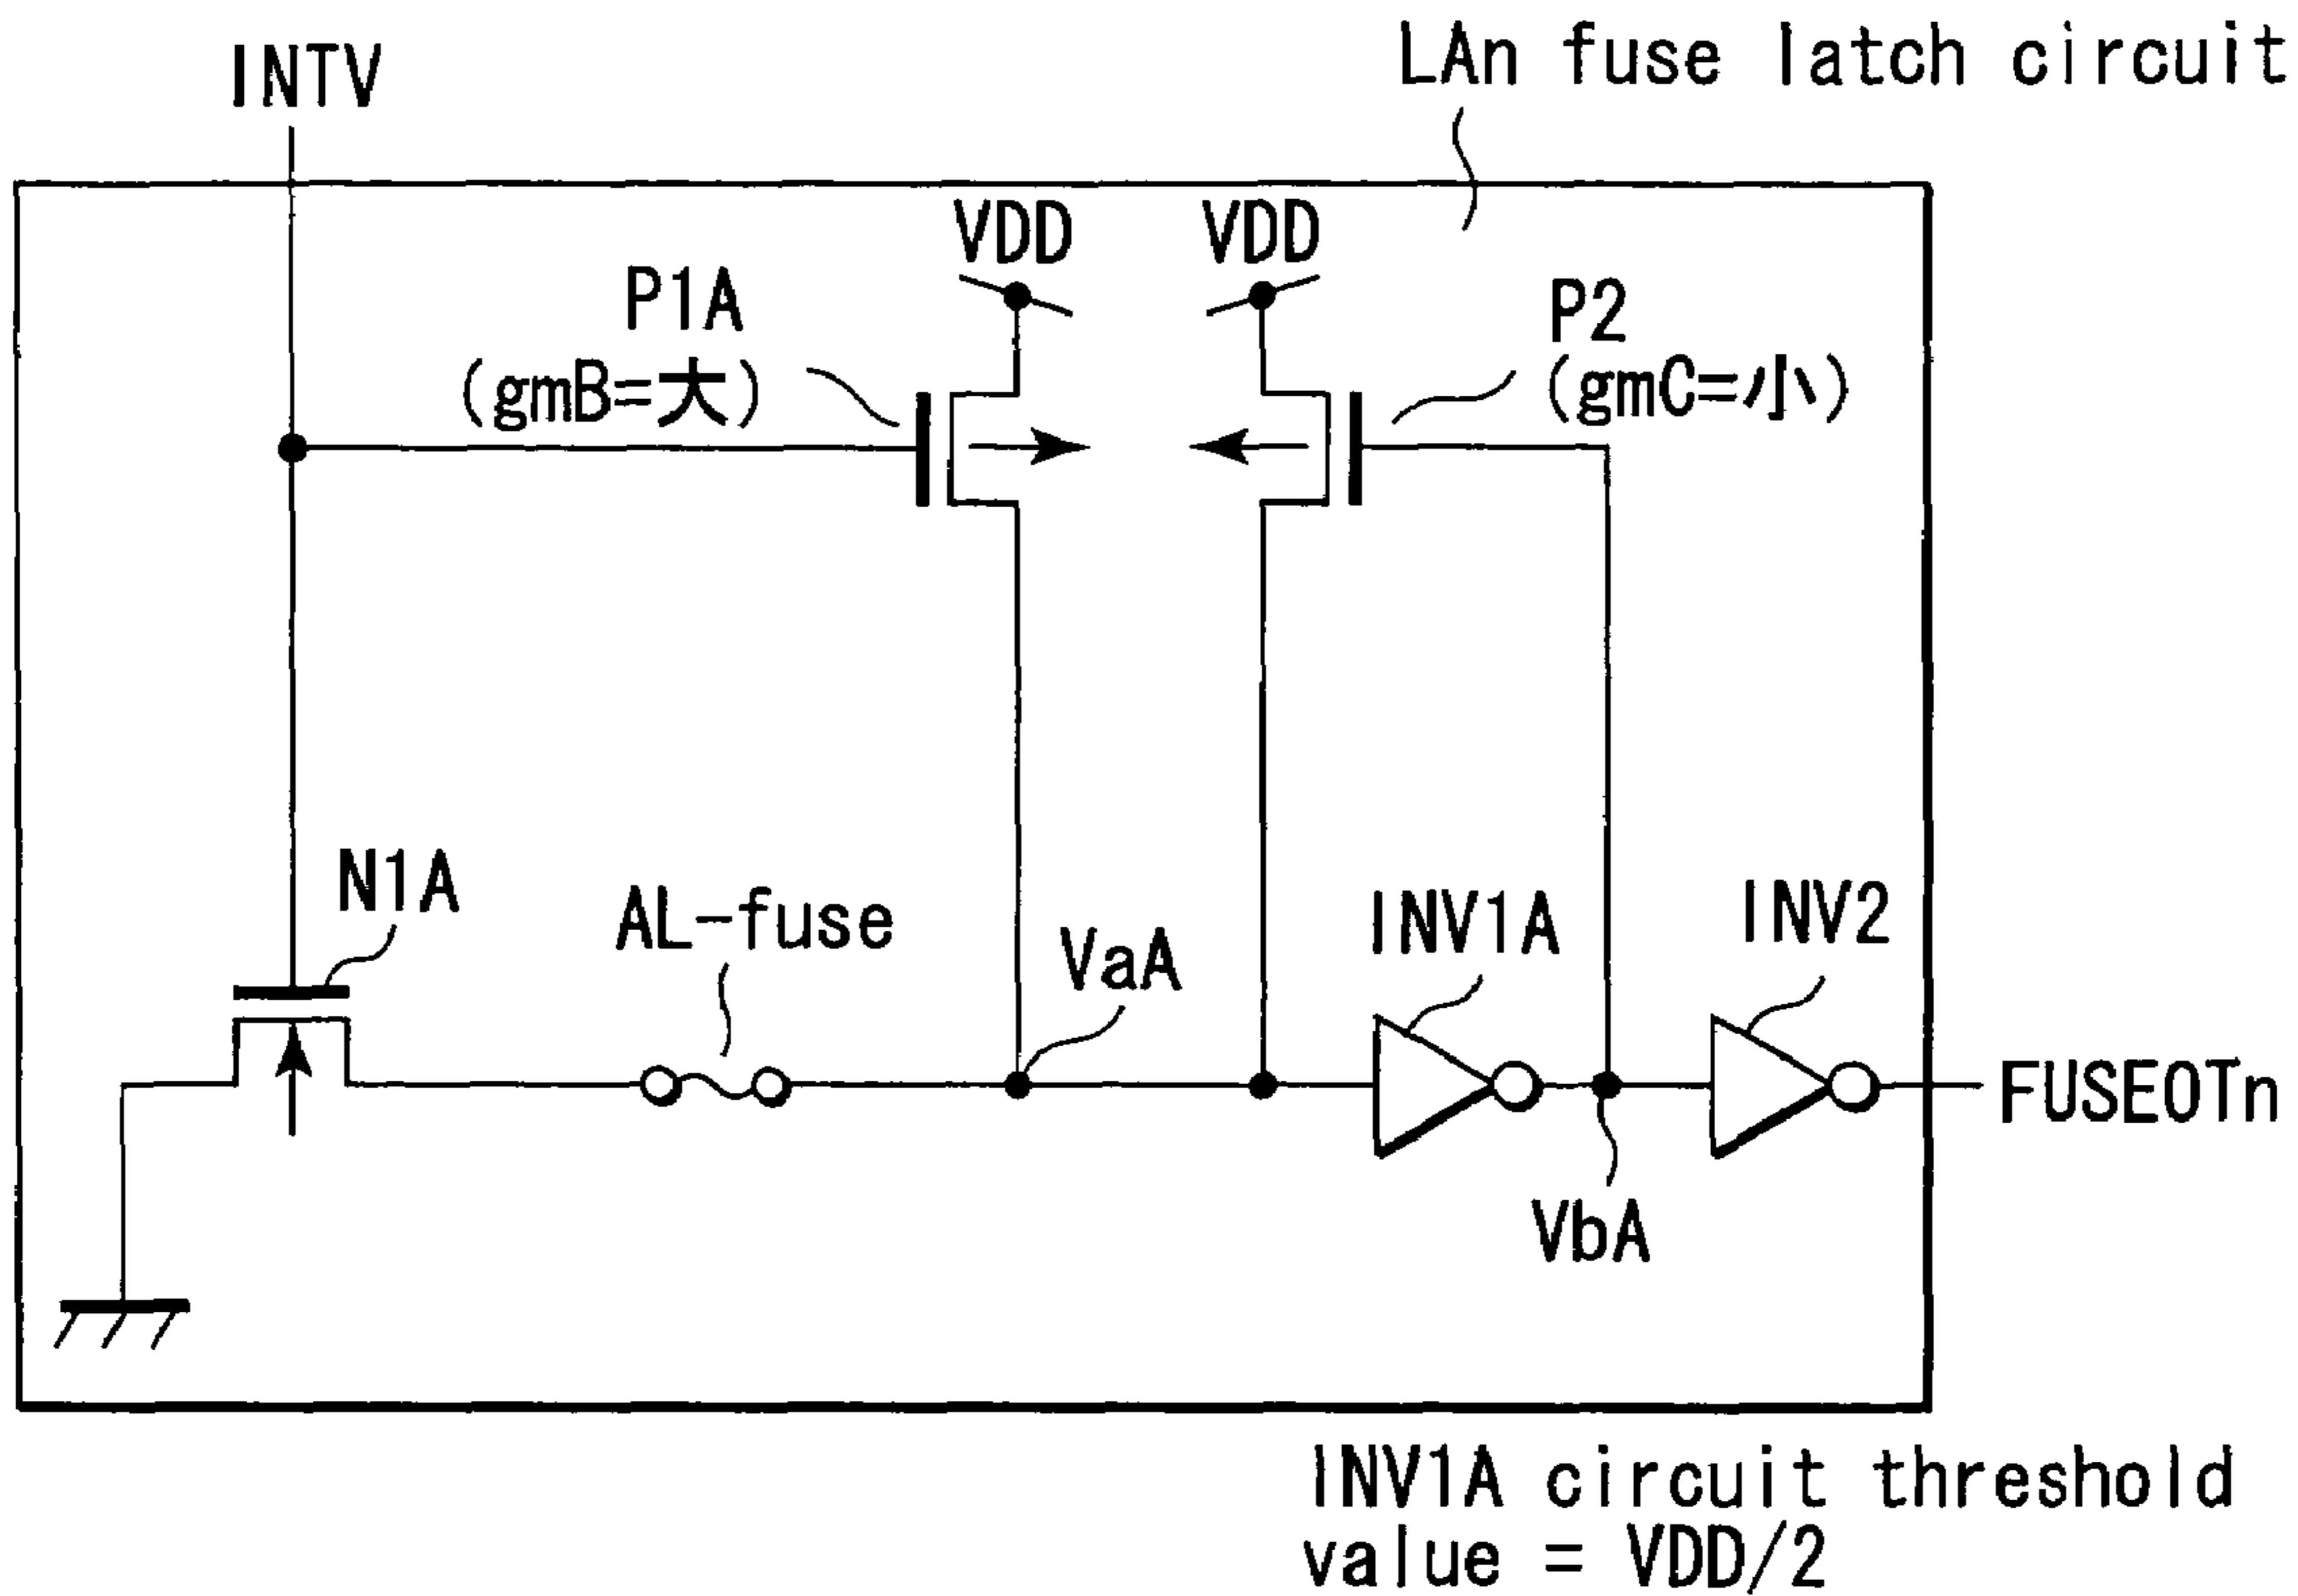 INTV
LAn fuse latch circuit
VDD
VDD
P1A
(gmB=大)
P2
(gmC=小)
N1A
AL-fuse
VaA
INV1A
INV2
FUSEOTn
VbA
INV1A circuit threshold
value = VDD/2